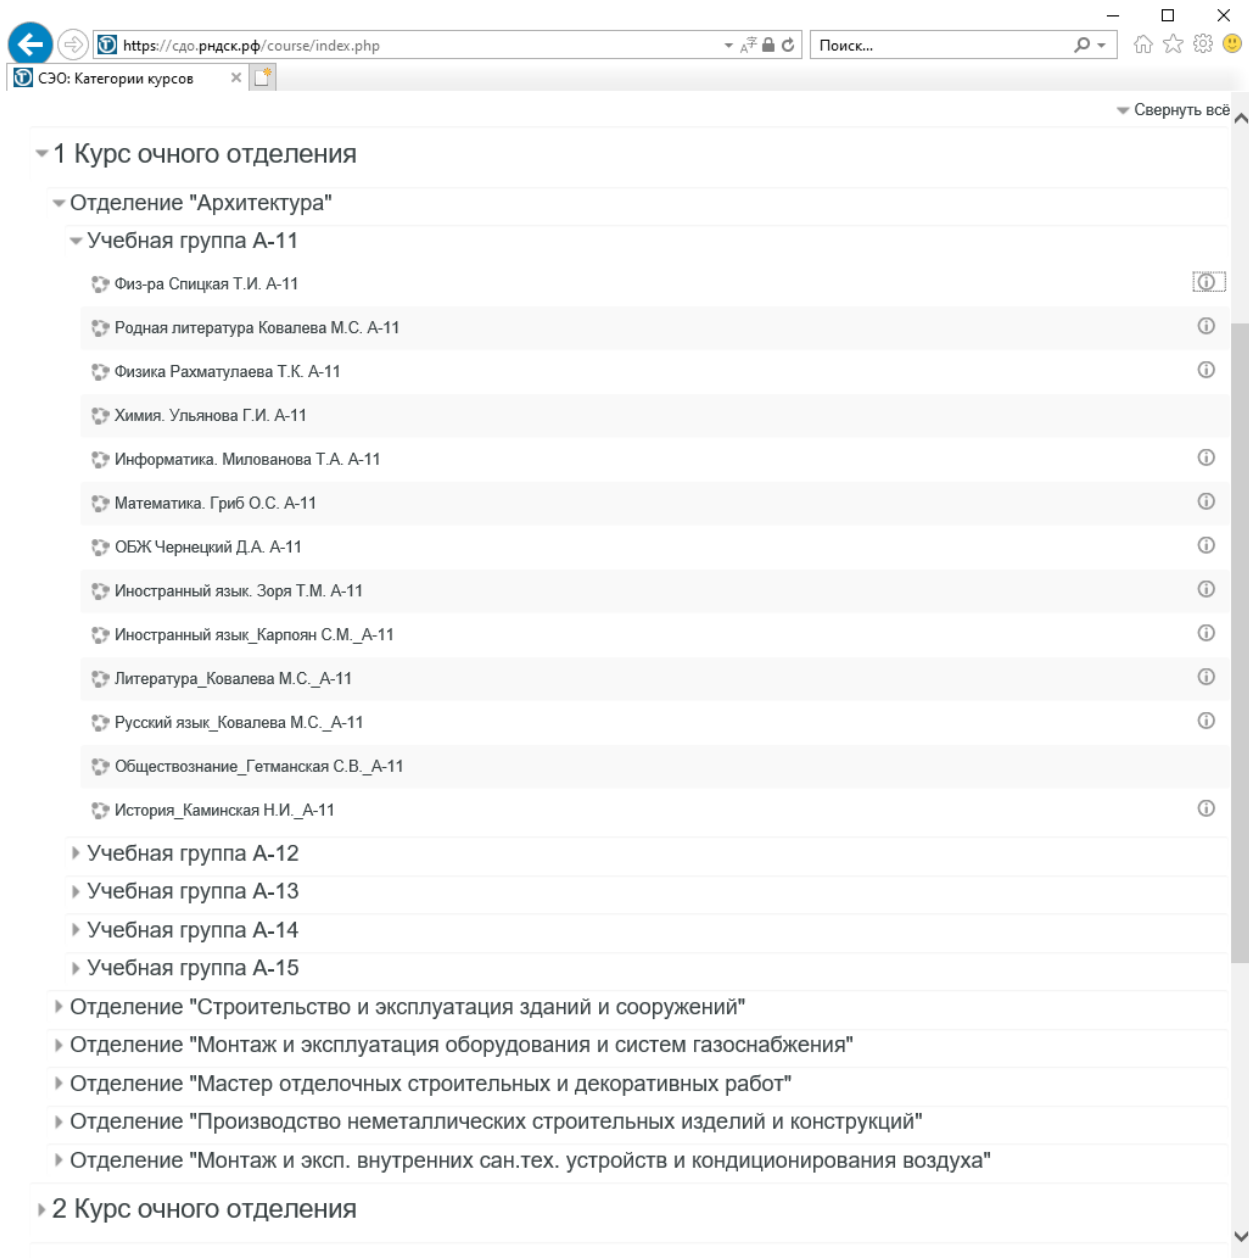 https://сдо.рндск.рф/course/index.php
Поиск...
СЭО: Категории курсов
Свернуть всё
1 Курс очного отделения
Отделение "Архитектура"
Учебная группа А-11
Физ-ра Спицкая Т.И. А-11
Родная литература Ковалева М.С. А-11
Физика Рахматулаева Т.К. А-11
Химия. Ульянова Г.И. А-11
Информатика. Милованова Т.А. А-11
Математика. Гриб О.С. А-11
ОБЖ Чернецкий Д.А. А-11
Иностранный язык. Зоря Т.М. А-11
Иностранный язык_Карпоян С.М._А-11
Литература_Ковалева М.С._А-11
Русский язык_Ковалева М.С._А-11
Обществознание_Гетманская С.В._А-11
История_Каминская Н.И._А-11
Учебная группа А-12
Учебная группа А-13
Учебная группа А-14
Учебная группа А-15
Отделение "Строительство и эксплуатация зданий и сооружений"
Отделение "Монтаж и эксплуатация оборудования и систем газоснабжения"
Отделение "Мастер отделочных строительных и декоративных работ"
Отделение "Производство неметаллических строительных изделий и конструкций"
Отделение "Монтаж и эксп. внутренних сан.тех. устройств и кондиционирования воздуха"
2 Курс очного отделения